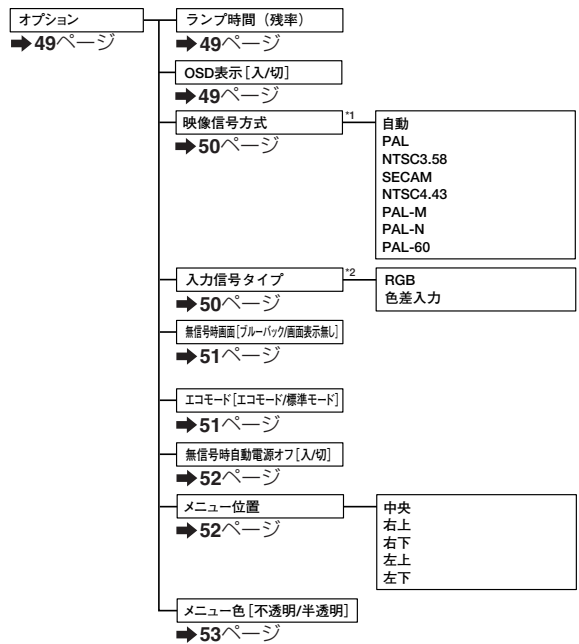 オプション
➡49ページ
ランプ時間（残率）
➡49ページ
OSD表示［入/切］
➡49ページ
映像信号方式
➡50ページ
*1
自動
PAL
NTSC3.58
SECAM
NTSC4.43
PAL-M
PAL-N
PAL-60
入力信号タイプ
➡50ページ
*2
RGB
色差入力
無信号時画面［ブルーバック/画面表示無し］
➡51ページ
エコモード［エコモード/標準モード］
➡51ページ
無信号時自動電源オフ［入/切］
➡52ページ
メニュー位置
➡52ページ
中央
右上
右下
左上
左下
メニュー色［不透明/半透明］
➡53ページ